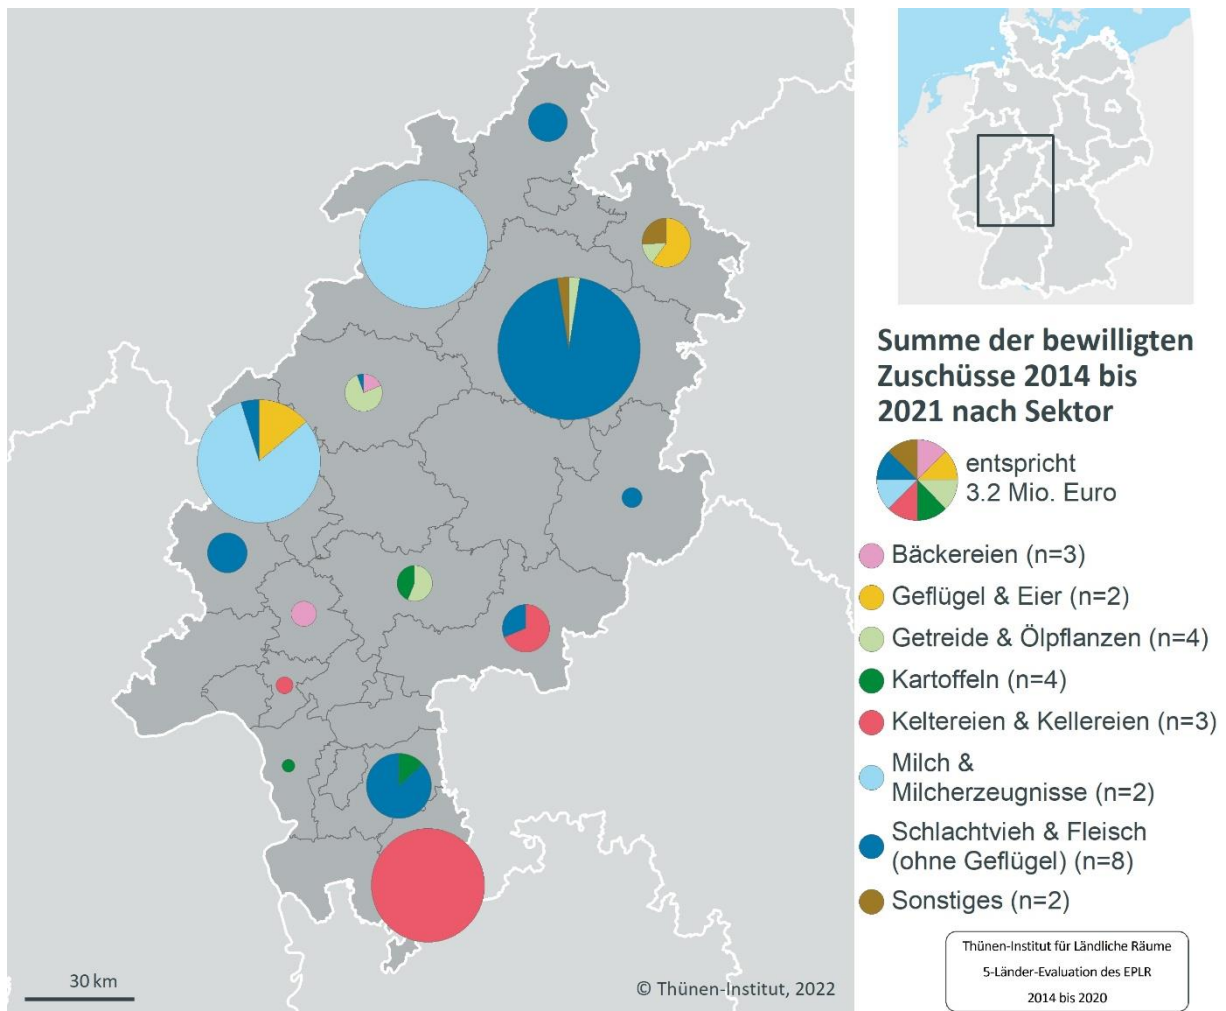 Summe der bewilligten
Zuschüsse 2014 bis
2021 nach Sektor
entspricht
3.2 Mio. Euro
Bäckereien (n=3)
Geflügel & Eier (n=2)
Getreide & Ölpflanzen (n=4)
Kartoffeln (n=4)
Keltereien & Kellereien (n=3)
Milch &
Milcherzeugnisse (n=2)
Schlachtvieh & Fleisch
(ohne Geflügel) (n=8)
Sonstiges (n=2)
Thünen-Institut für Ländliche Räume
5-Länder-Evaluation des EPLR
2014 bis 2020
30 km
© Thünen-Institut, 2022